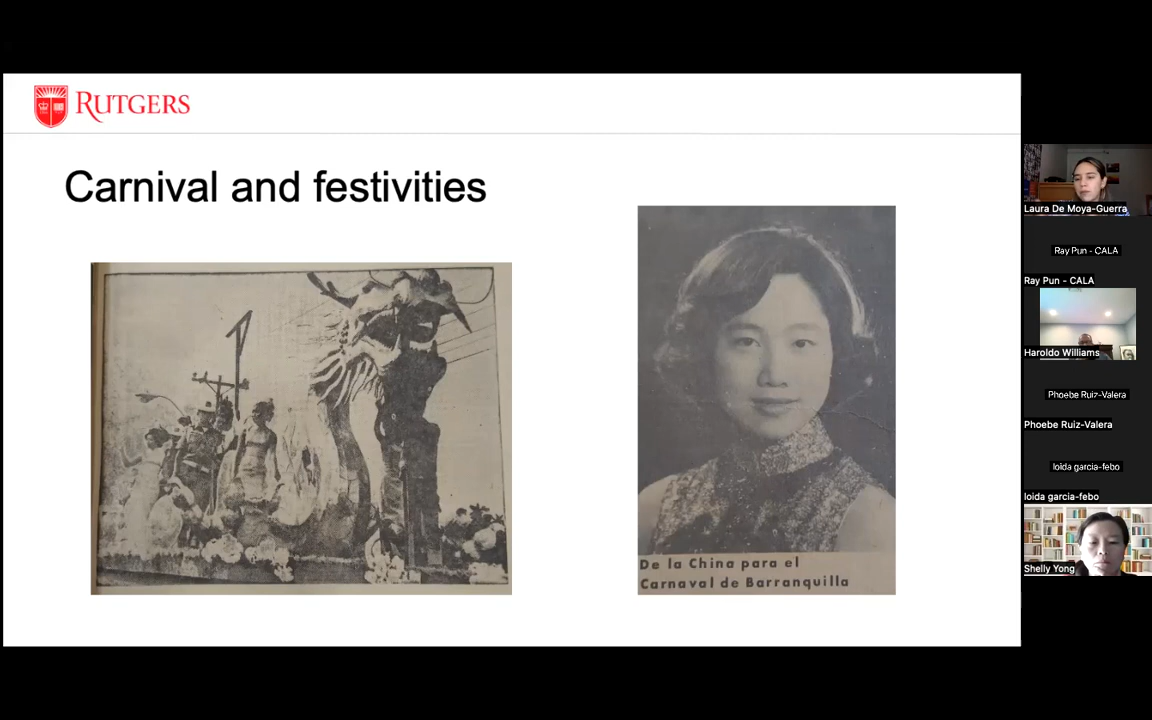 RUTGERS
Carnival and festivities
De la China para el
Carnaval de Barranquilla
Laura De Moya-Guerra
Ray Pun - CALA
Ray Pun - CALA
Haroldo Williams
Phoebe Ruiz-Valera
Phoebe Ruiz-Valera
loida garcia-febo
loida garcia-febo
Shelly Yong